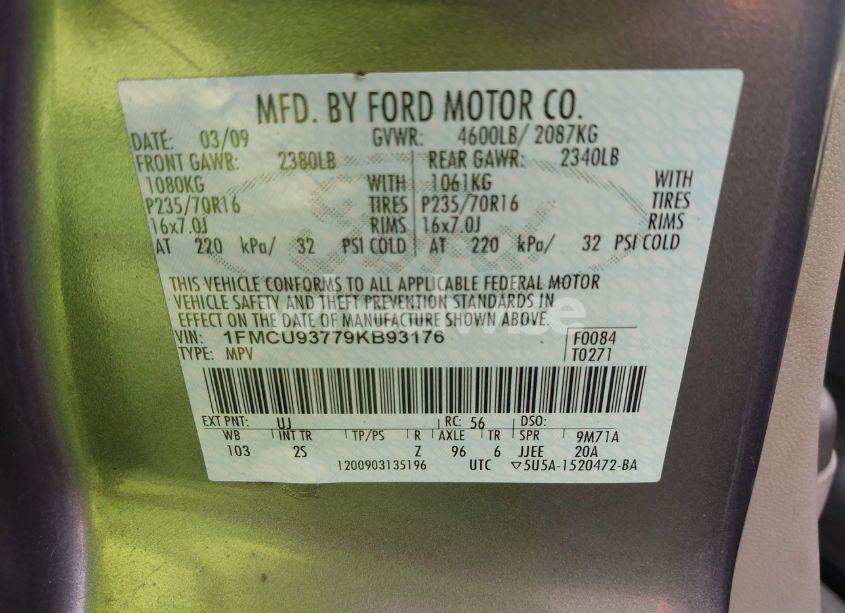 MFD. BY FORD MOTOR CO.
DATE: 03/09 GVWR: 4600LB/ 2087KG
FRONT GAWR: 2380LB REAR GAWR: 2340LB
1080KG WITH 1061KG WITH
P235/70R16 TIRES P235/70R16 TIRES
16x7.0J RIMS 16x7.0J RIMS
AT 220 kPa/ 32 PSI COLD AT 220 kPa/ 32 PSI COLD
THIS VEHICLE CONFORMS TO ALL APPLICABLE FEDERAL MOTOR
VEHICLE SAFETY AND THEFT PREVENTION STANDARDS IN
EFFECT ON THE DATE OF MANUFACTURE SHOWN ABOVE.
VIN: 1FMCU93779KB93176 F0084
TYPE: MPV T0271
EXT PNT: UJ RC: 56 DSO:
WB INT TR TP/PS R AXLE TR SPR 9M71A
103 2S Z 96 6 JJEE 20A
1200903135196 UTC ▽5U5A-1520472-BA